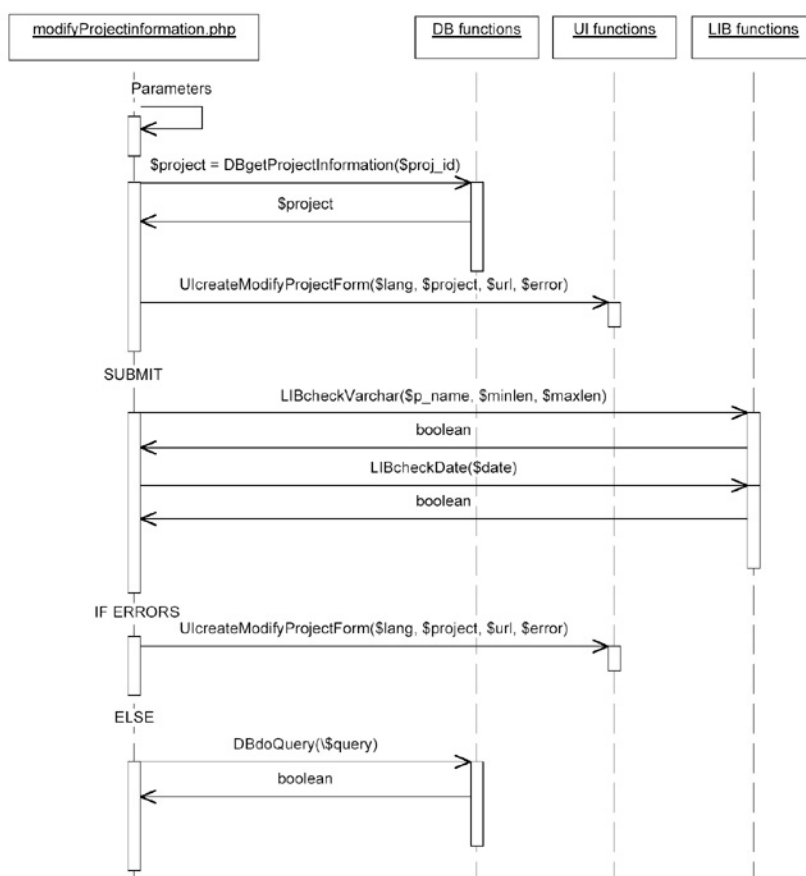 modifyProjectinformation.php
DB functions
UI functions
LIB functions
Parameters
$project = DBgetProjectInformation($proj_id)
$project
UIcreateModifyProjectForm($lang, $project, $url, $error)
SUBMIT
LIBcheckVarchar($p_name, $minlen, $maxlen)
boolean
LIBcheckDate($date)
boolean
IF ERRORS
UIcreateModifyProjectForm($lang, $project, $url, $error)
ELSE
DBdoQuery(\$query)
boolean